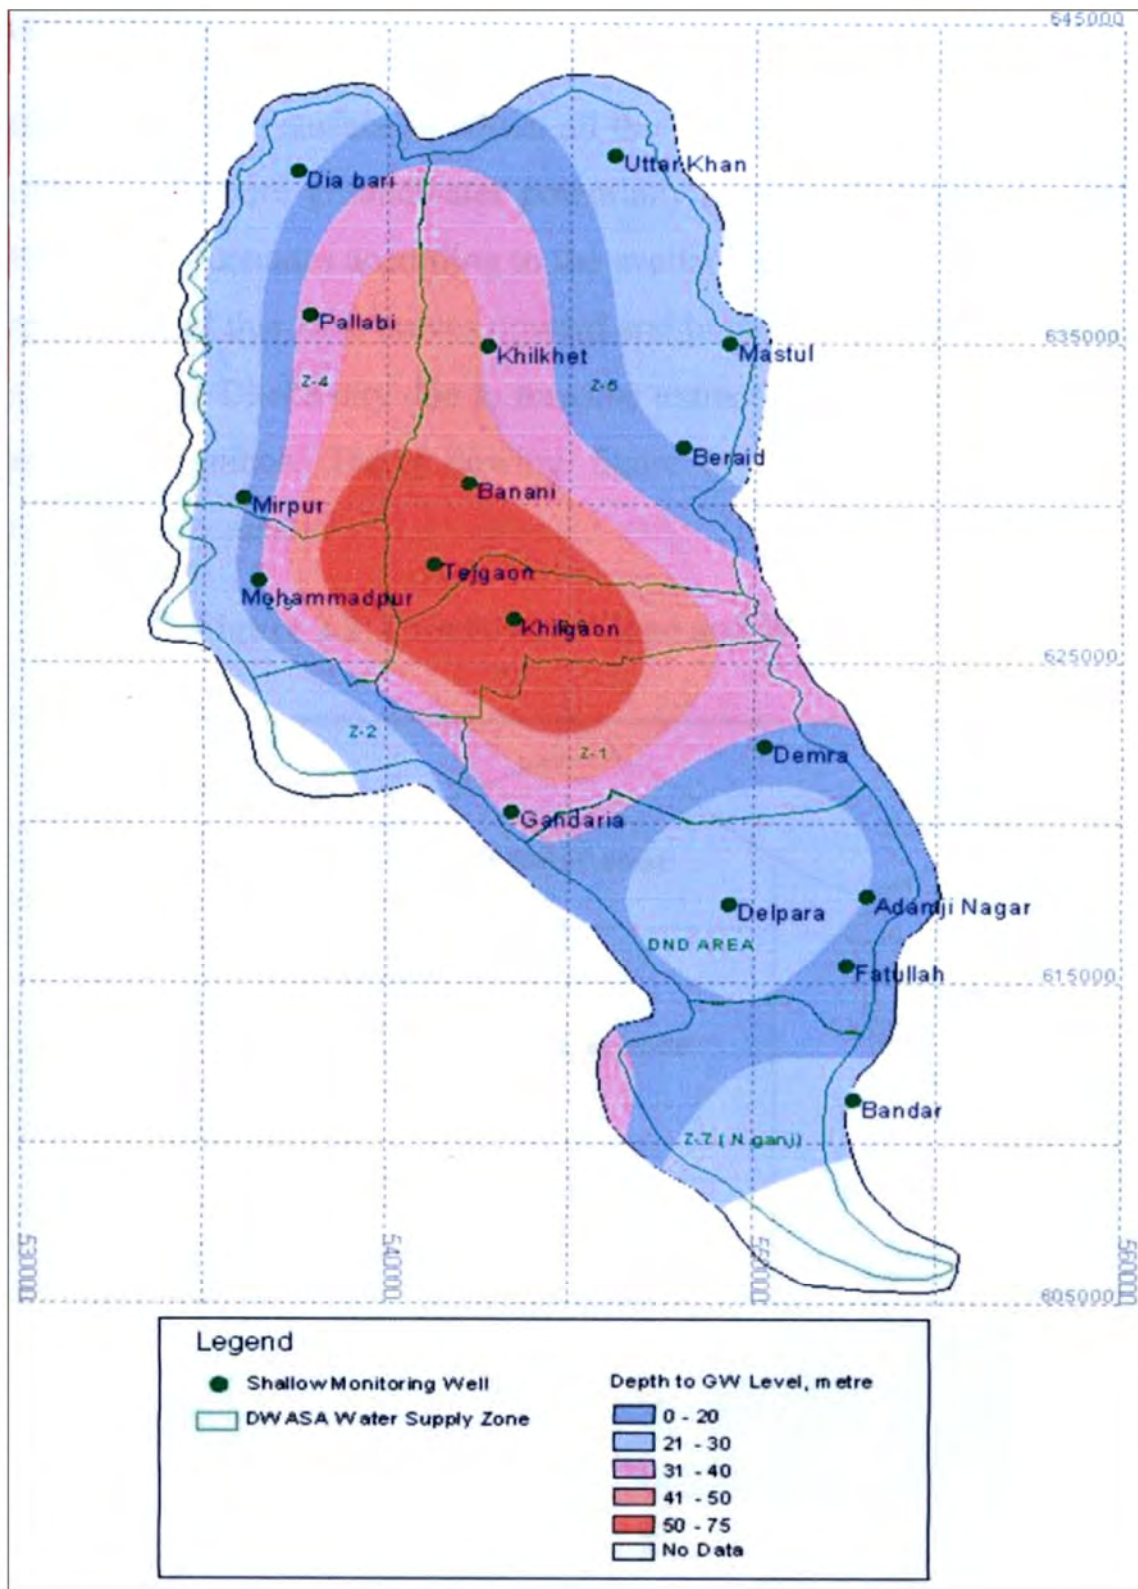 645000
Uttar Khan
Dia bari
Pallabi
635000
Khilkhet
Mastul
Z-4
Z-5
Beraid
Banani
Mirpur
Tejgaon
Mohammadpur
Khilgaon
625000
Z-2
Z-1
Demra
Gandaria
Delpara
Adamji Nagar
DND AREA
Fatullah
615000
Bandar
Z-7 ( N.ganj)
530000
540000
550000
560000
605000
Legend
Shallow Monitoring Well
DWASA Water Supply Zone
Depth to GW Level, metre
0 - 20
21 - 30
31 - 40
41 - 50
50 - 75
No Data